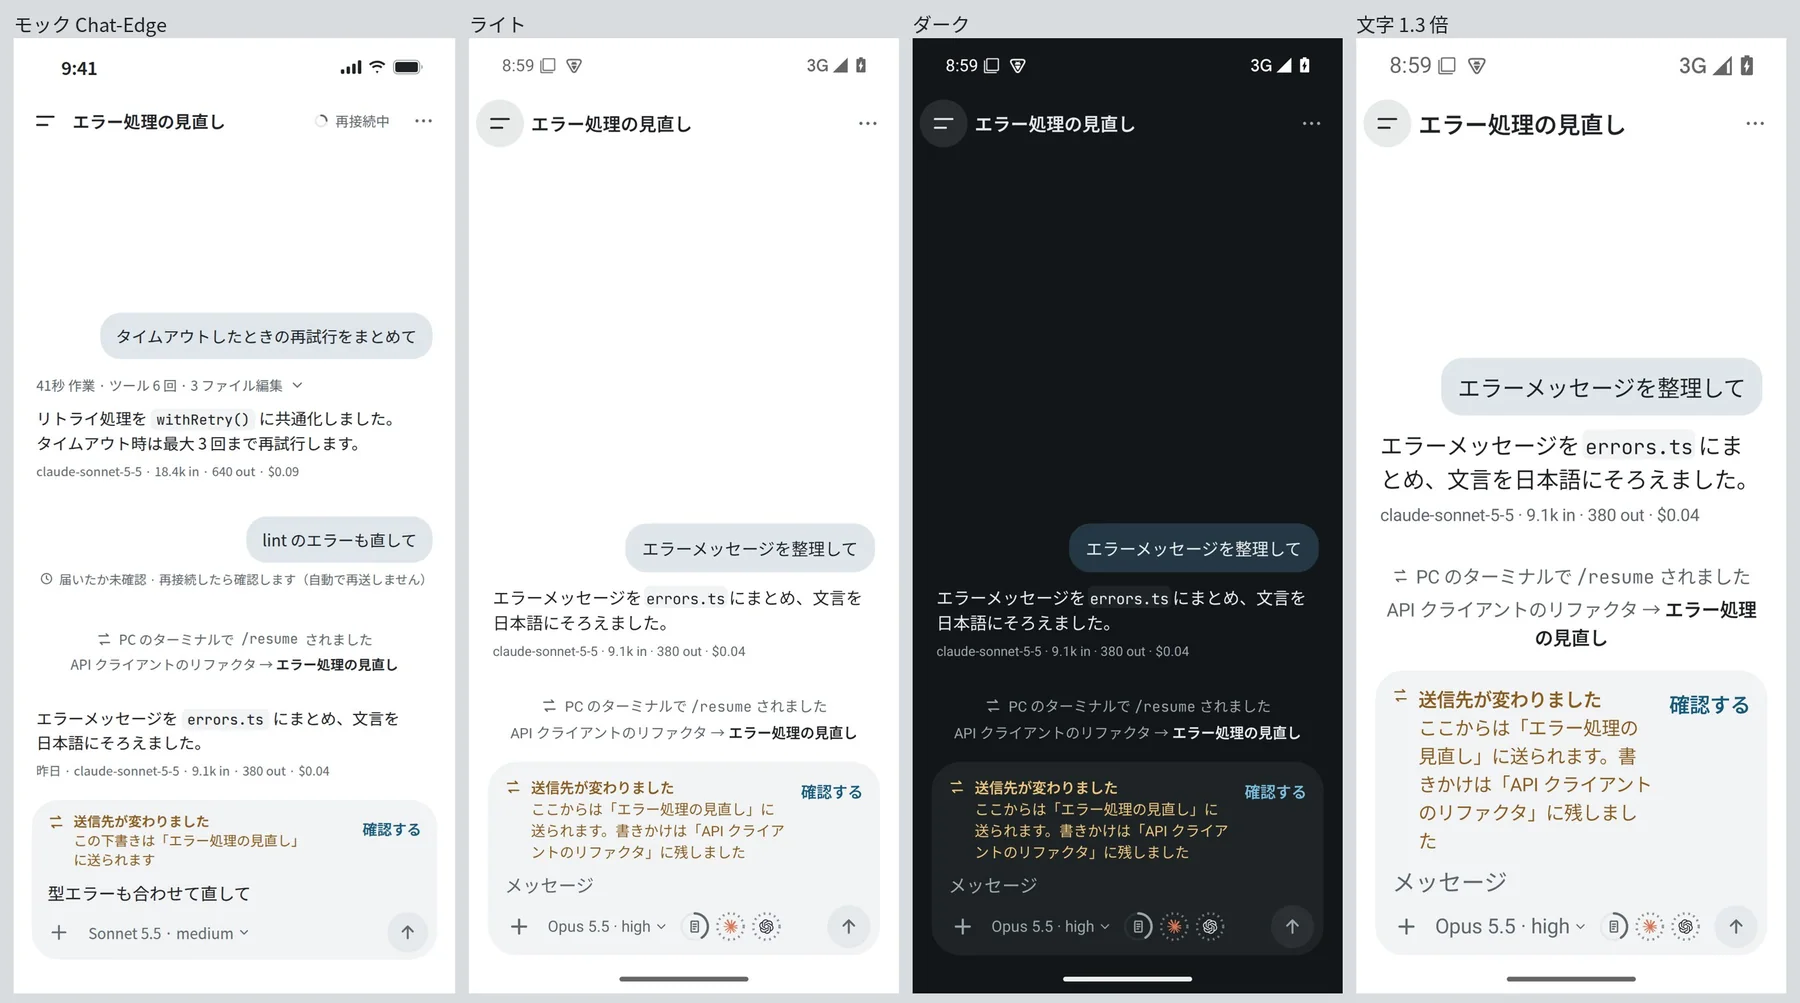 モック Chat-Edge
9:41
エラー処理の見直し
再接続中
タイムアウトしたときの再試行をまとめて
41秒 作業 · ツール 6 回 · 3 ファイル編集
リトライ処理を withRetry() に共通化しました。
タイムアウト時は最大 3 回まで再試行します。
claude-sonnet-5-5 · 18.4k in · 640 out · $0.09
lint のエラーも直して
届いたか未確認 · 再接続したら確認します（自動で再送しません）
PC のターミナルで /resume されました
API クライアントのリファクタ → エラー処理の見直し
エラーメッセージを errors.ts にまとめ、文言を
日本語にそろえました。
昨日 · claude-sonnet-5-5 · 9.1k in · 380 out · $0.04
送信先が変わりました
この下書きは「エラー処理の見直し」
に送られます
確認する
型エラーも合わせて直して
Sonnet 5.5 · medium
ライト
8:59
3G
エラー処理の見直し
エラーメッセージを整理して
エラーメッセージを errors.ts にまとめ、文言を
日本語にそろえました。
claude-sonnet-5-5 · 9.1k in · 380 out · $0.04
PC のターミナルで /resume されました
API クライアントのリファクタ → エラー処理の見直し
送信先が変わりました
ここからは「エラー処理の見直し」に
送られます。書きかけは「API クライア
ントのリファクタ」に残しました
確認する
メッセージ
Opus 5.5 · high
ダーク
8:59
3G
エラー処理の見直し
エラーメッセージを整理して
エラーメッセージを errors.ts にまとめ、文言を
日本語にそろえました。
claude-sonnet-5-5 · 9.1k in · 380 out · $0.04
PC のターミナルで /resume されました
API クライアントのリファクタ → エラー処理の見直し
送信先が変わりました
ここからは「エラー処理の見直し」に
送られます。書きかけは「API クライア
ントのリファクタ」に残しました
確認する
メッセージ
Opus 5.5 · high
文字 1.3 倍
8:59
3G
エラー処理の見直し
エラーメッセージを整理して
エラーメッセージを errors.ts にま
とめ、文言を日本語にそろえました。
claude-sonnet-5-5 · 9.1k in · 380 out · $0.04
PC のターミナルで /resume されました
API クライアントのリファクタ → エラー処理
の見直し
送信先が変わりました
ここからは「エラー処理の
見直し」に送られます。書
きかけは「API クライアント
のリファクタ」に残しまし
た
確認する
メッセージ
Opus 5.5 · high